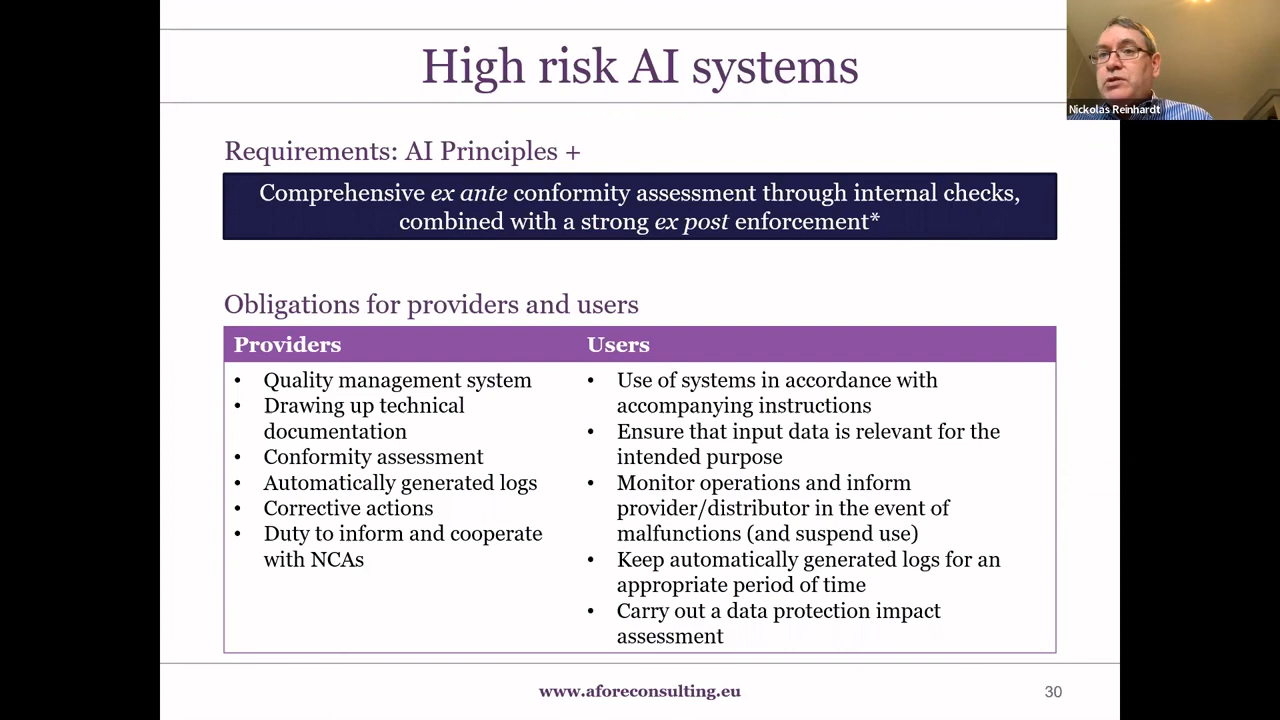 High risk AI systems
Nickolas Reinhardt
Requirements: AI Principles +
Comprehensive ex ante conformity assessment through internal checks,
combined with a strong ex post enforcement*
Obligations for providers and users
Providers
• Quality management system
• Drawing up technical
documentation
• Conformity assessment
• Automatically generated logs
• Corrective actions
• Duty to inform and cooperate
with NCAs
Users
• Use of systems in accordance with
accompanying instructions
• Ensure that input data is relevant for the
intended purpose
• Monitor operations and inform
provider/distributor in the event of
malfunctions (and suspend use)
• Keep automatically generated logs for an
appropriate period of time
• Carry out a data protection impact
assessment
www.aforeconsulting.eu
30